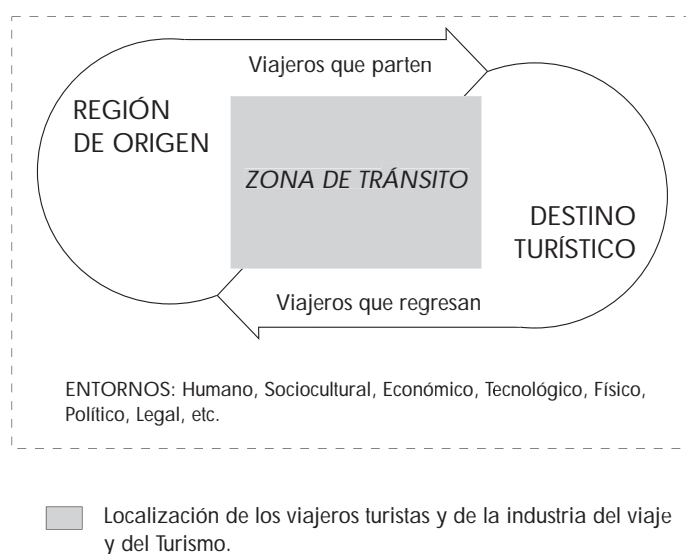 Viajeros que parten
REGIÓN
DE ORIGEN
ZONA DE TRÁNSITO
DESTINO
TURÍSTICO
Viajeros que regresan
ENTORNOS: Humano, Sociocultural, Económico, Tecnológico, Físico,
Político, Legal, etc.
Localización de los viajeros turistas y de la industria del viaje
y del Turismo.